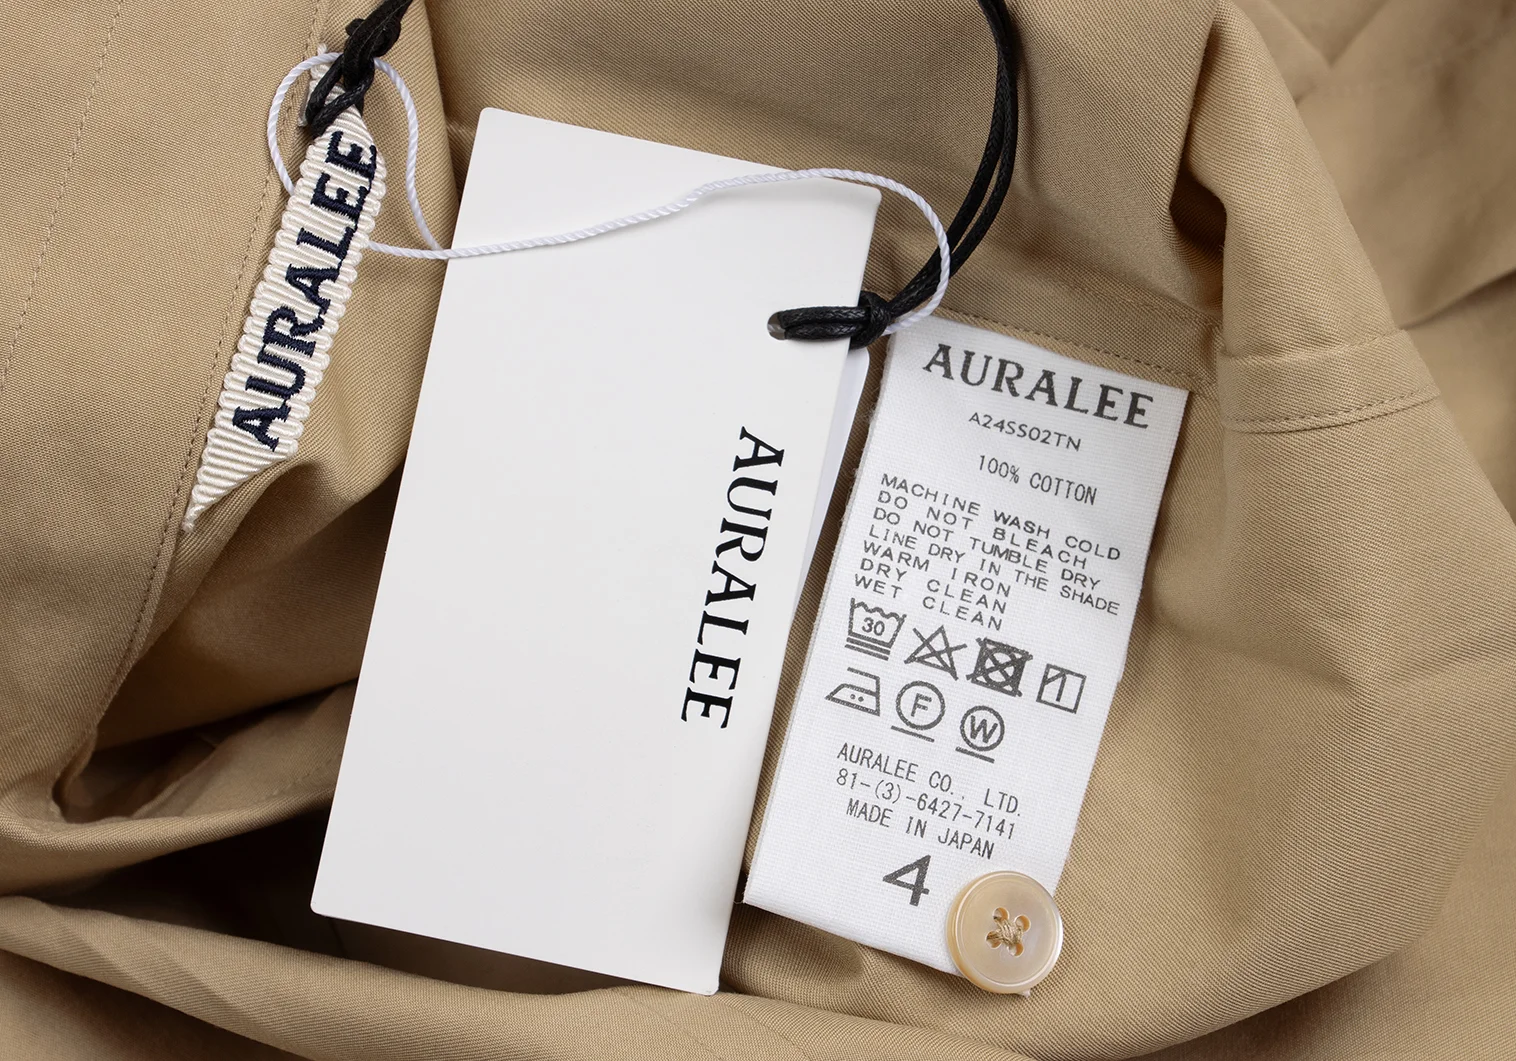 AURALEE
AURALEE
AURALEE
A24SS02TN
100% COTTON
MACHINE WASH COLD
DO NOT BLEACH
DO NOT TUMBLE DRY
LINE DRY IN THE SHADE
WARM IRON
DRY CLEAN
WET CLEAN
30
F
W
AURALEE CO., LTD.
81-(3)-6427-7141
MADE IN JAPAN
4